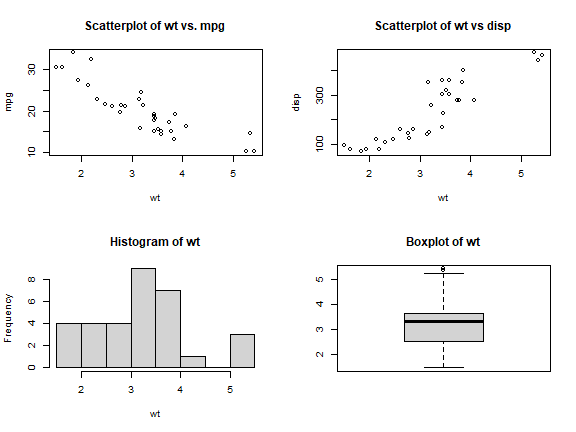 Scatterplot of wt vs. mpg
mpg
10 20 30
2 3 4 5
wt
Scatterplot of wt vs disp
disp
100 300
2 3 4 5
wt
Histogram of wt
Frequency
0 2 4 6 8
2 3 4 5
wt
Boxplot of wt
2 3 4 5